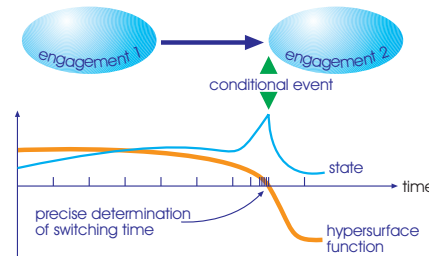 engagement 1
engagement 2
conditional event
state
time
precise determination
of switching time
hypersurface
function